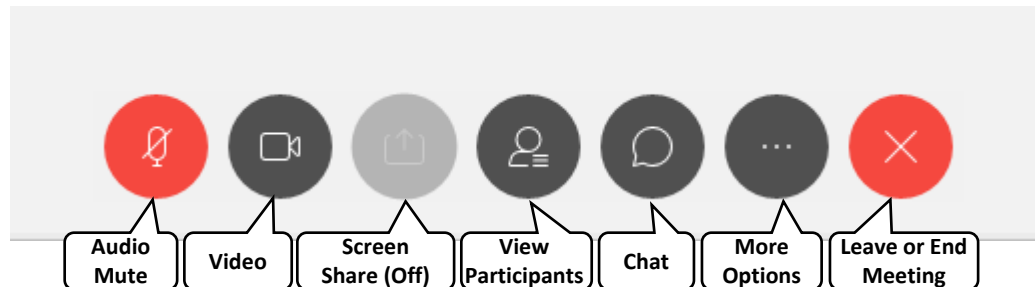 Audio
Mute
Video
Screen
Share (Off)
View
Participants
Chat
More
Options
Leave or End
Meeting